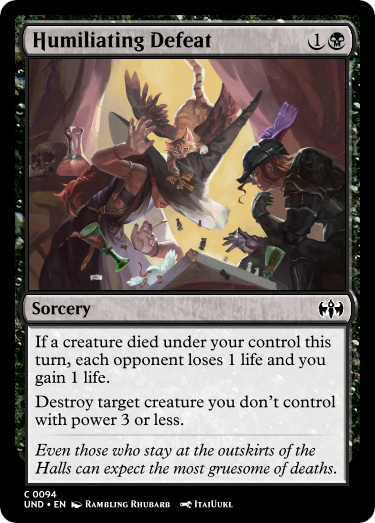 Humiliating Defeat 1
Sorcery
If a creature died under your control this
turn, each opponent loses 1 life and you
gain 1 life.
Destroy target creature you don't control
with power 3 or less.
Even those who stay at the outskirts of the
Halls can expect the most gruesome of deaths.
C 0094
UND • EN Rambling Rhubarb ItaiUukl